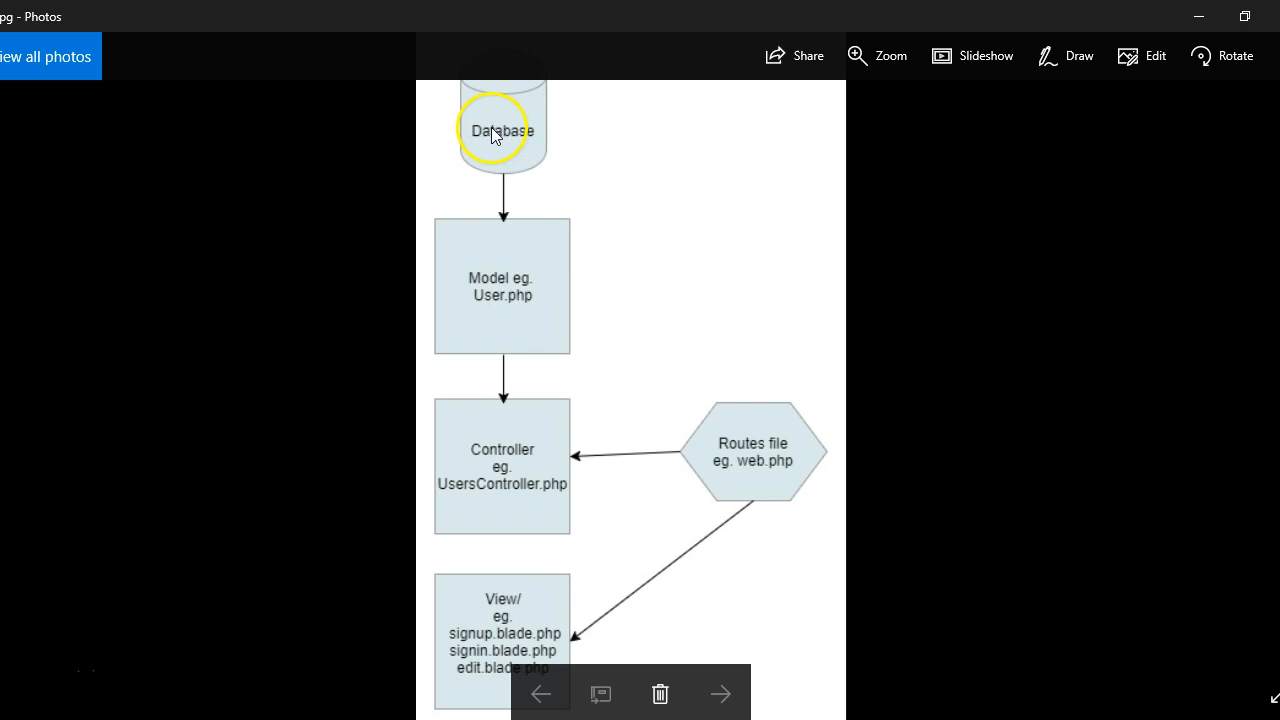 pg - Photos
iew all photos
Share
Zoom
Slideshow
Draw
Edit
Rotate
Database
Model eg.
User.php
Controller
eg.
UsersController.php
Routes file
eg. web.php
View/
eg.
signup.blade.php
signin.blade.php
edit.blade.php